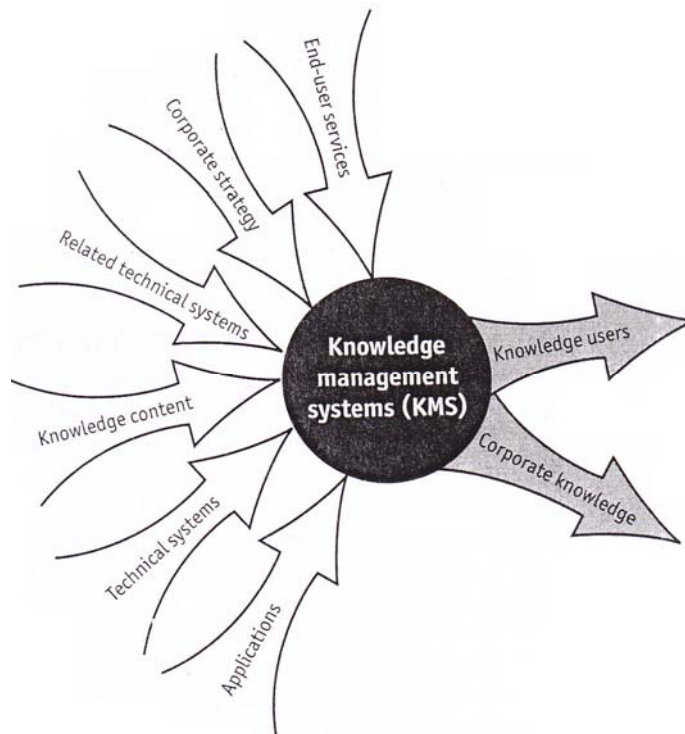 End-user services
Corporate strategy
Related technical systems
Knowledge content
Technical systems
Applications
Knowledge
management
systems (KMS)
Knowledge users
Corporate knowledge